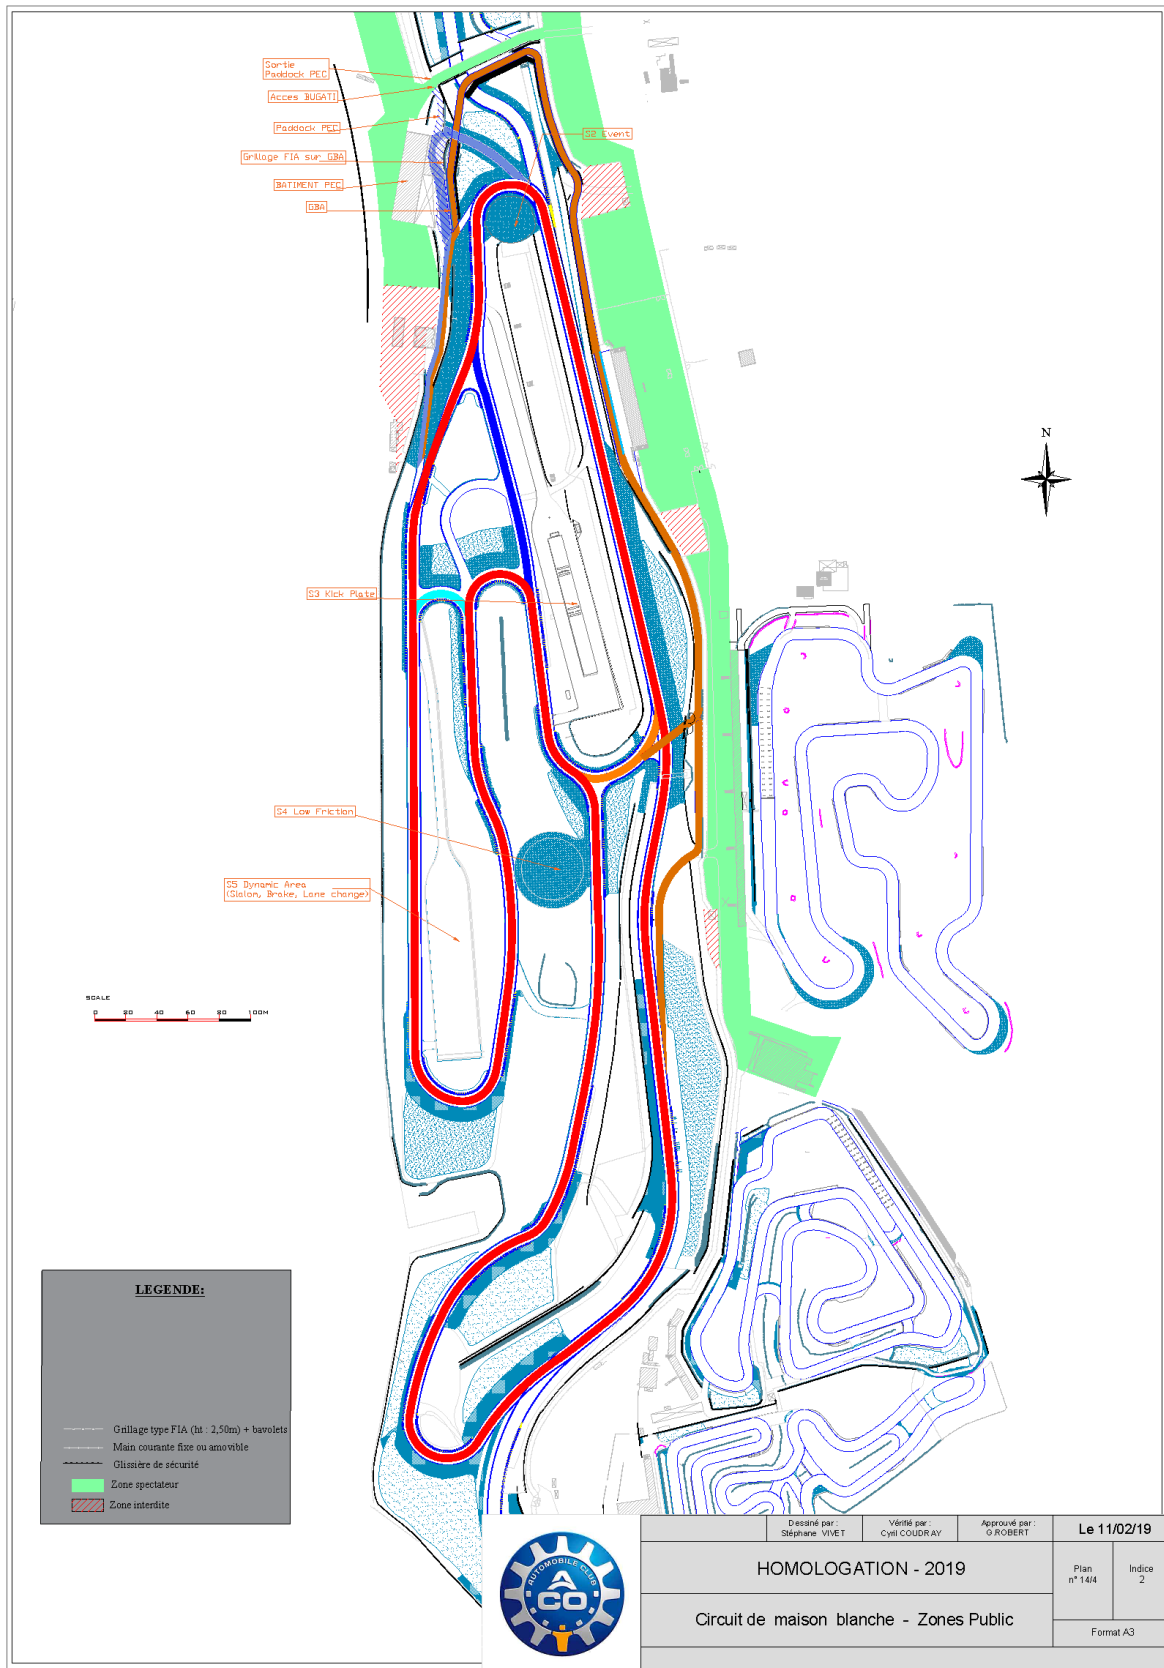 Sortie
Paddock PEC
Acces BUGATI
Paddock PEC
Grillage FIA sur GBA
BATIMENT PEC
GBA
S2 Event
N
S3 Kick Plate
S4 Low Friction
S5 Dynamic Area
(Slalom, Brake, Lane change)
SCALE
0 20 40 60 80 100M
LEGENDE:
Grillage type FIA (ht : 2,50m) + bavolets
Main courante fixe ou amovible
Glissière de sécurité
Zone spectateur
Zone interdite
AUTOMOBILE CLUB
ACO
Dessiné par :
Stéphane VIVET
Vérifié par :
Cyril COUDRAY
Approuvé par :
G.ROBERT
Le 11/02/19
HOMOLOGATION - 2019
Plan
n° 14/4
Indice
2
Circuit de maison blanche - Zones Public
Format A3